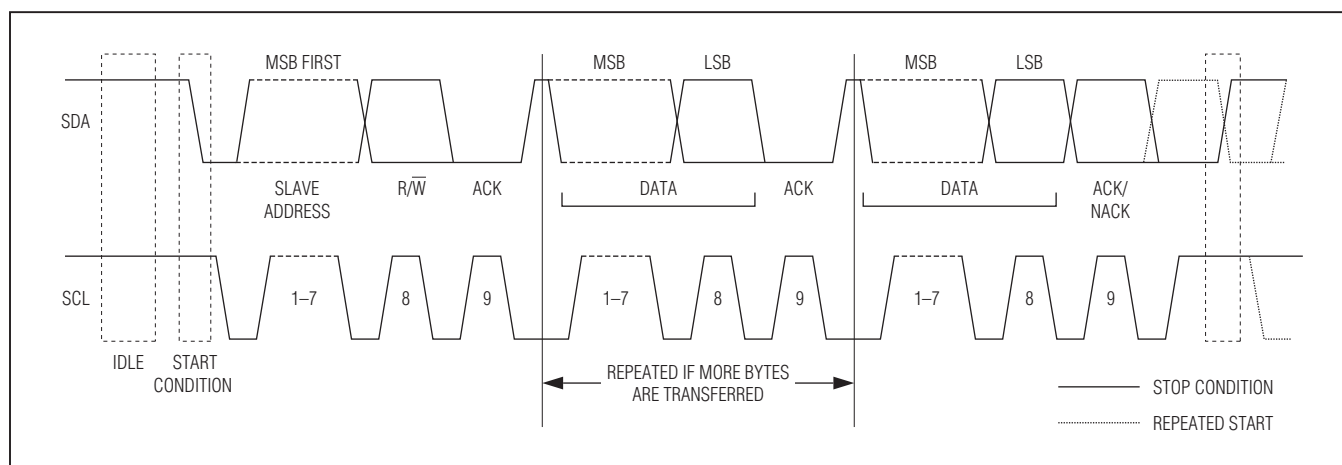 MSB FIRST
MSB
LSB
MSB
LSB
SDA
SLAVE
ADDRESS
R/W̅
ACK
DATA
ACK
DATA
ACK/
NACK
SCL
1–7
8
9
1–7
8
9
1–7
8
9
IDLE
START
CONDITION
REPEATED IF MORE BYTES
ARE TRANSFERRED
STOP CONDITION
REPEATED START